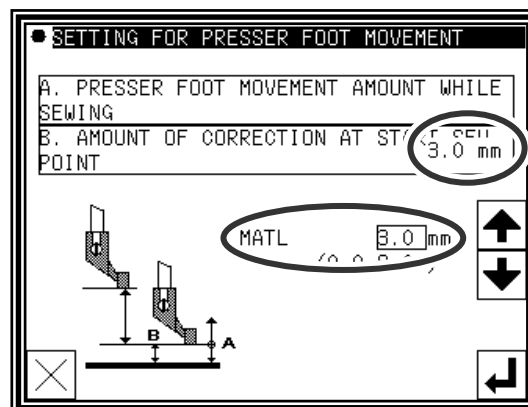 SETTING FOR PRESSER FOOT MOVEMENT
A. PRESSER FOOT MOVEMENT AMOUNT WHILE
SEWING
B. AMOUNT OF CORRECTION AT
POINT
3.0 mm
MATL 3.0 mm
B
A